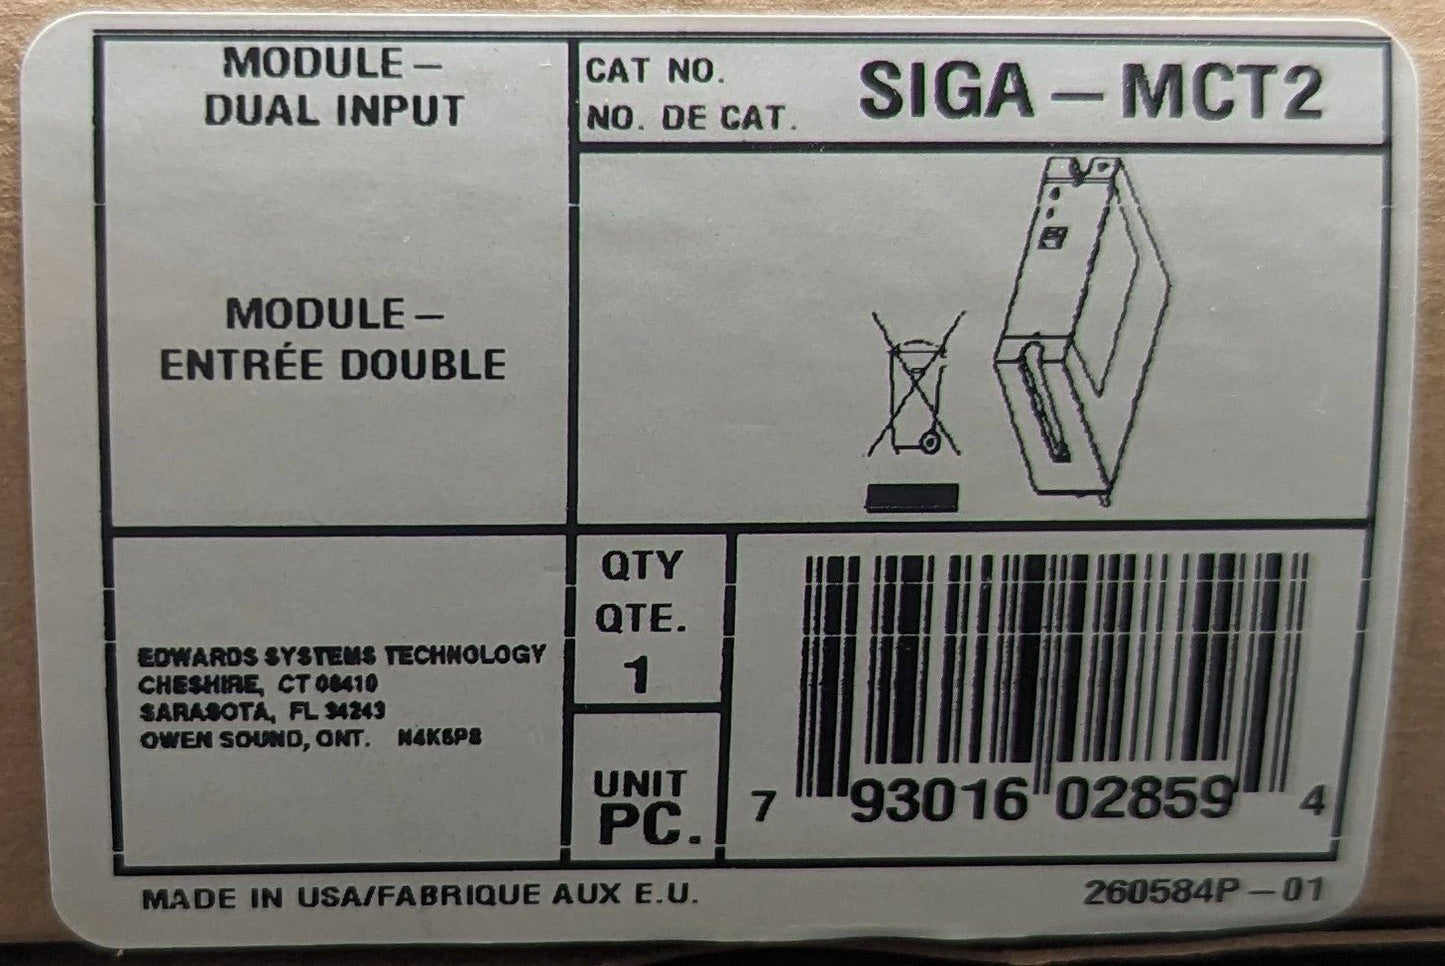 MODULE –
DUAL INPUT
MODULE –
ENTRÉE DOUBLE
CAT NO.
NO. DE CAT.
SIGA – MCT2
EDWARDS SYSTEMS TECHNOLOGY
CHESHIRE, CT 06410
SARASOTA, FL 34243
OWEN SOUND, ONT. N4K5P8
QTY
QTE.
1
UNIT
PC.
7 93016 02859 4
MADE IN USA/FABRIQUE AUX E.U.
260584P – 01